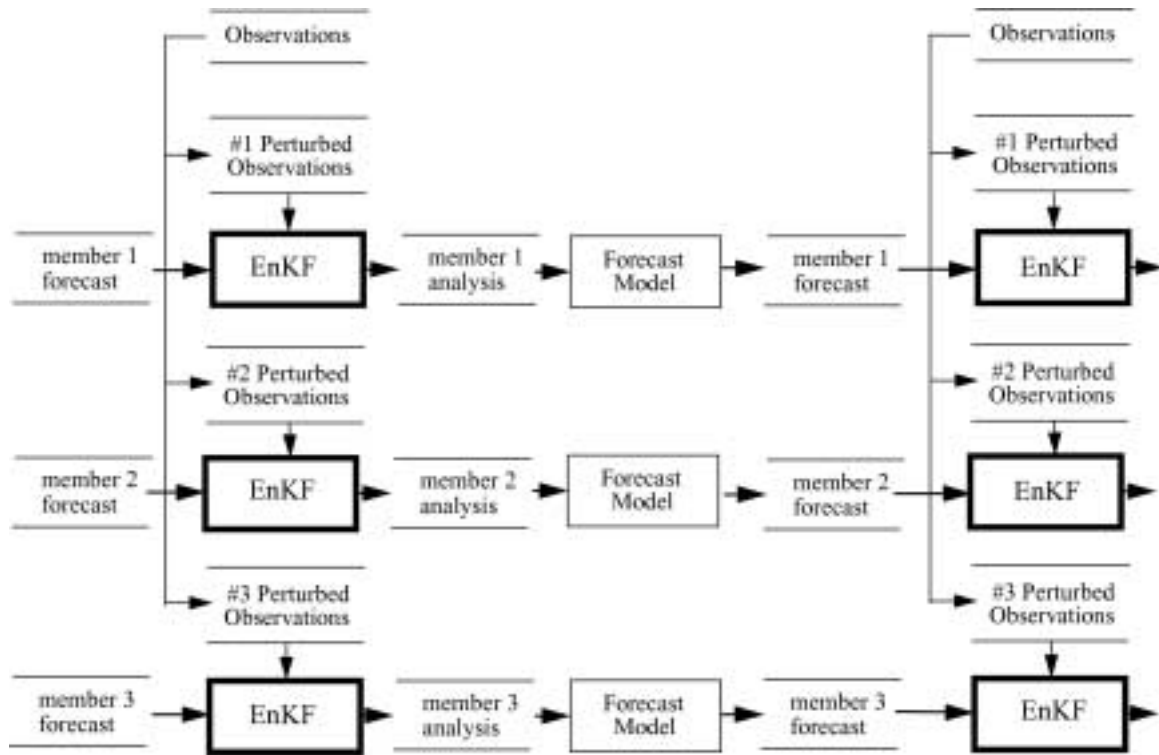 Observations
Observations
#1 Perturbed
Observations
#1 Perturbed
Observations
member 1
forecast
EnKF
member 1
analysis
Forecast
Model
member 1
forecast
EnKF
#2 Perturbed
Observations
#2 Perturbed
Observations
member 2
forecast
EnKF
member 2
analysis
Forecast
Model
member 2
forecast
EnKF
#3 Perturbed
Observations
#3 Perturbed
Observations
member 3
forecast
EnKF
member 3
analysis
Forecast
Model
member 3
forecast
EnKF